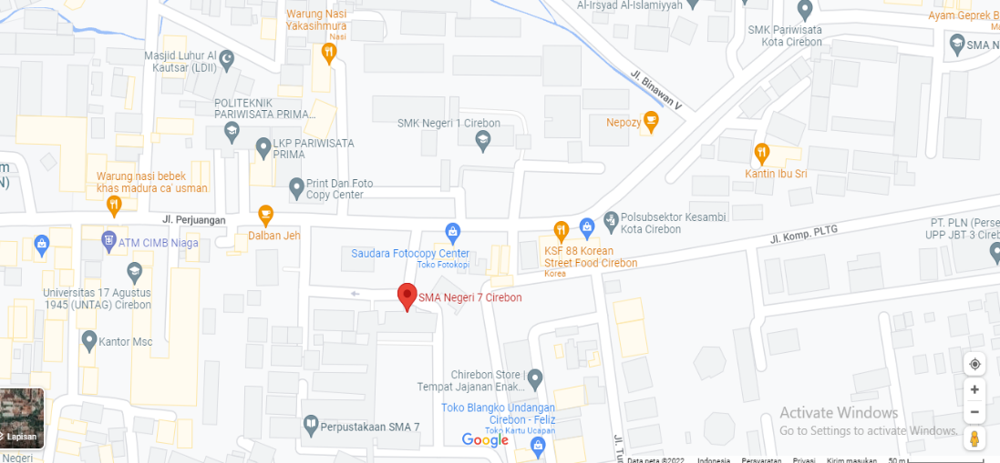 Warung Nasi
Yakasihmura
Nasi
Al-Irsyad Al-Islamiyyah
SMK Pariwisata
Kota Cirebon
Ayam Geprek B
SMA N
Masjid Luhur Al
Kautsar (LDII)
Jl. Binawan V
POLITEKNIK
PARIWISATA PRIMA...
SMK Negeri 1 Cirebon
Nepozy
LKP PARIWISATA
PRIMA
Kantin Ibu Sri
Warung nasi bebek
khas madura ca' usman
Print Dan Foto
Copy Center
Jl. Perjuangan
Dalban Jeh
Polsubsektor Kesambi
Kota Cirebon
Jl. Komp. PLTG
PT. PLN (Perse
UPP JBT 3 Cireb
ATM CIMB Niaga
Saudara Fotocopy Center
Toko Fotokopi
KSF 88 Korean
Street Food Cirebon
Korea
Universitas 17 Agustus
1945 (UNTAG) Cirebon
SMA Negeri 7 Cirebon
Kantor Msc
Chirebon Store |
Tempat Jajanan Enak...
Toko Blangko Undangan
Cirebon - Feliz
Toko Kartu Ucapan
Perpustakaan SMA 7
Lapisan
Google
Activate Windows
Go to Settings to activate Windows.
Negeri
Data peta ©2022 Indonesia Persyaratan Privasi Kirim masukan 50 m